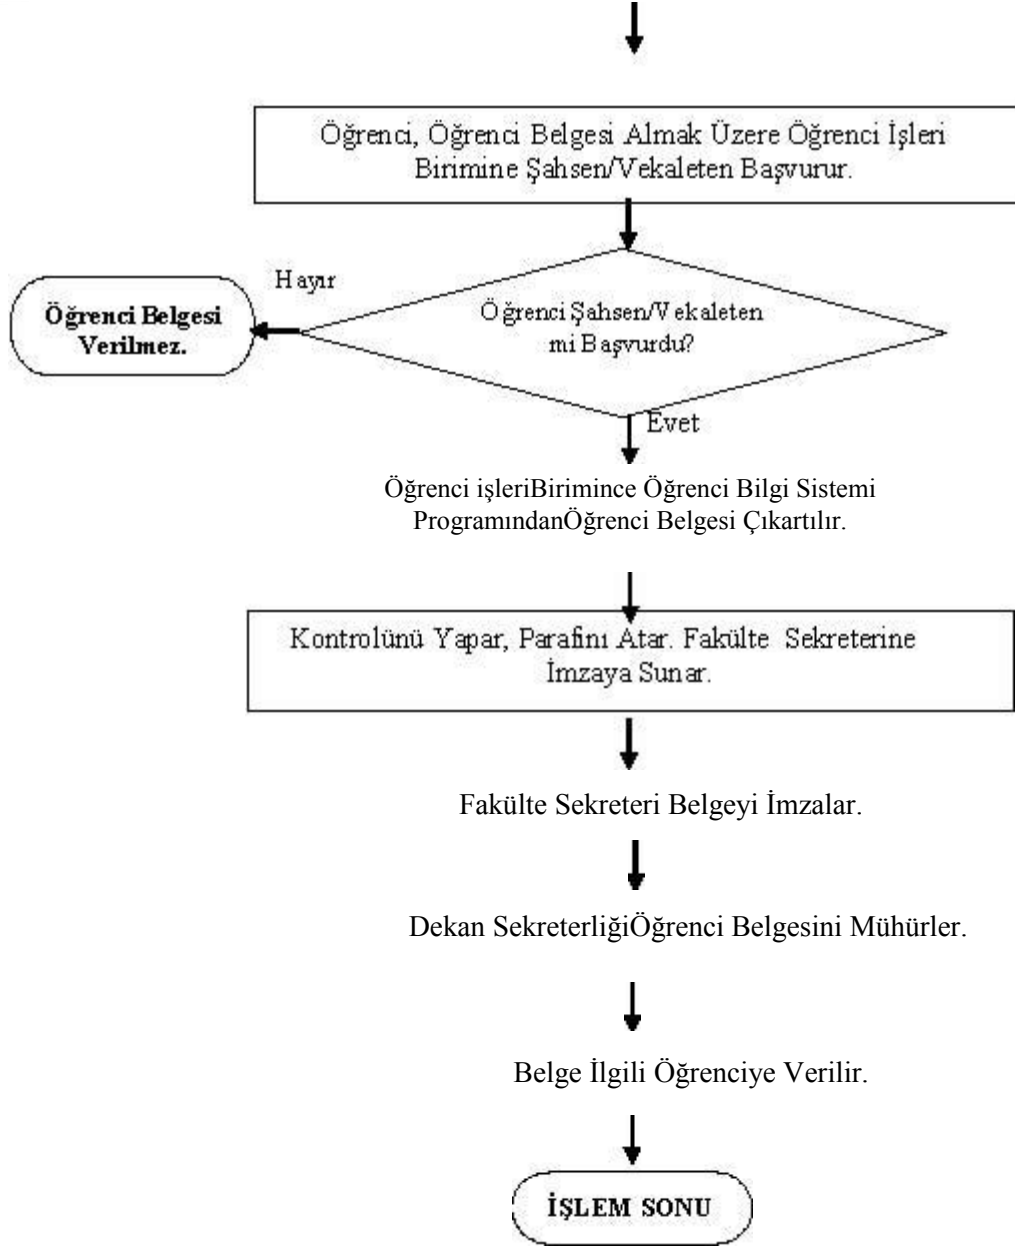 Öğrenci, Öğrenci Belgesi Almak Üzere Öğrenci İşleri
Birimine Şahsen/Vekaleten Başvurur.
Hayır
Öğrenci Belgesi
Verilmez.
Öğrenci Şahsen/Vekaleten
mi Başvurdu?
Evet
Öğrenci işleriBirimince Öğrenci Bilgi Sistemi
ProgramındanÖğrenci Belgesi Çıkartılır.
Kontrolünü Yapar, Parafını Atar. Fakülte Sekreterine
İmzaya Sunar.
Fakülte Sekreteri Belgeyi İmzalar.
Dekan SekreterliğiÖğrenci Belgesini Mühürler.
Belge İlgili Öğrenciye Verilir.
İŞLEM SONU